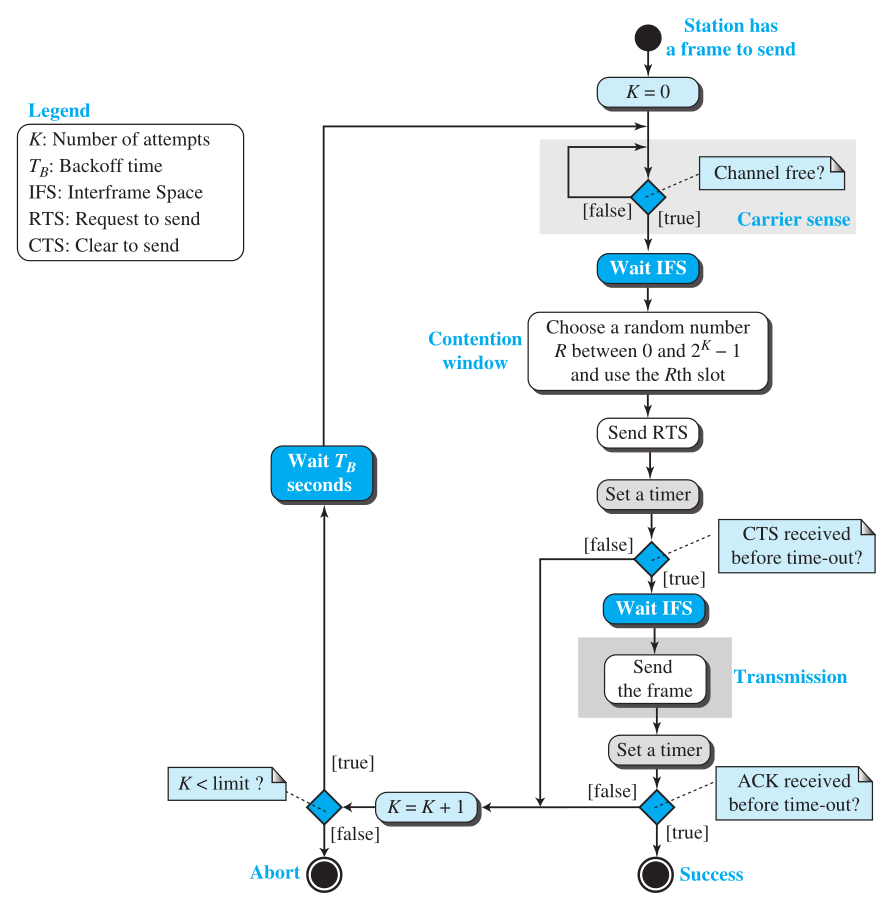 Station has
a frame to send
K = 0
Legend
K: Number of attempts
T_B: Backoff time
IFS: Interframe Space
RTS: Request to send
CTS: Clear to send
Channel free?
[false]
[true]
Carrier sense
Wait IFS
Contention
window
Choose a random number
R between 0 and 2^K – 1
and use the Rth slot
Send RTS
Wait T_B
seconds
Set a timer
CTS received
before time-out?
[false]
[true]
Wait IFS
Send
the frame
Transmission
Set a timer
[true]
K < limit ?
K = K + 1
[false]
ACK received
before time-out?
[false]
[true]
Abort
Success